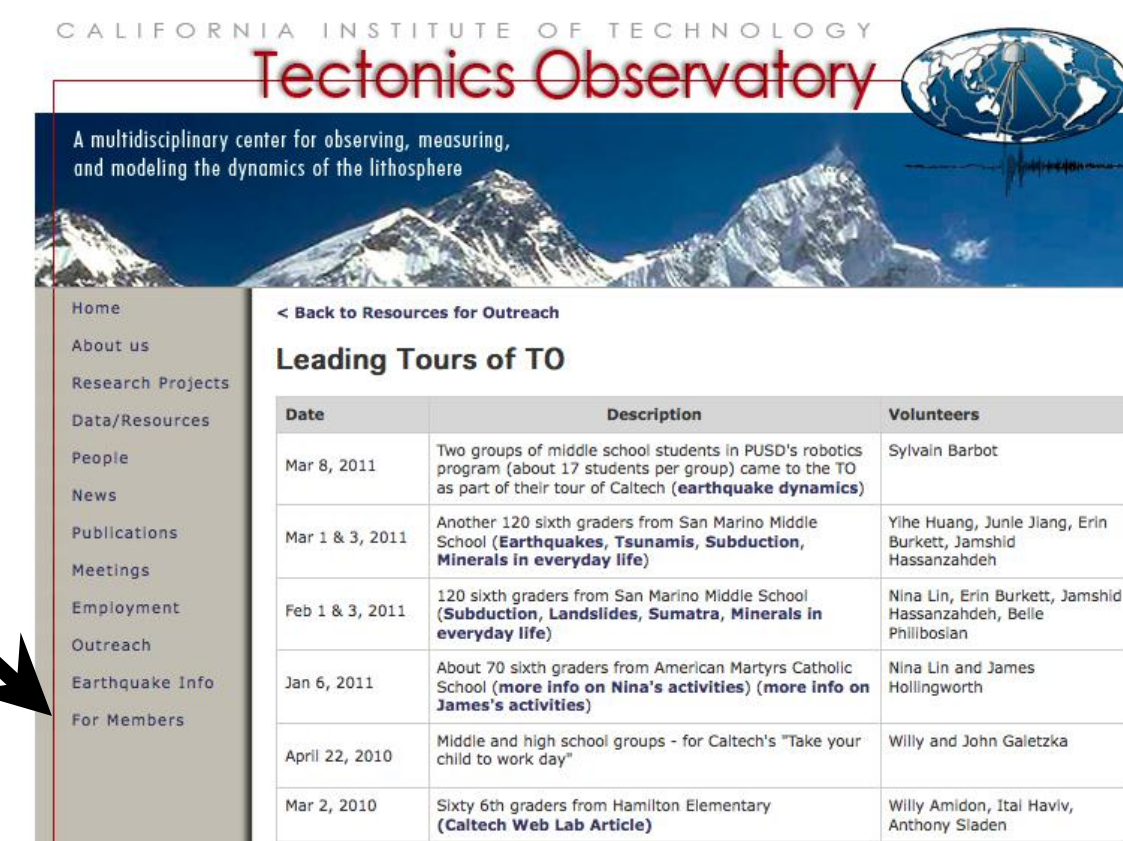 CALIFORNIA INSTITUTE OF TECHNOLOGY
Tectonics Observatory
A multidisciplinary center for observing, measuring,
and modeling the dynamics of the lithosphere
Home
About us
Research Projects
Data/Resources
People
News
Publications
Meetings
Employment
Outreach
Earthquake Info
For Members
< Back to Resources for Outreach
Leading Tours of TO
Date Description Volunteers
Mar 8, 2011
Two groups of middle school students in PUSD's robotics
program (about 17 students per group) came to the TO
as part of their tour of Caltech (earthquake dynamics)
Sylvain Barbot
Mar 1 & 3, 2011
Another 120 sixth graders from San Marino Middle
School (Earthquakes, Tsunamis, Subduction,
Minerals in everyday life)
Yihe Huang, Junle Jiang, Erin
Burkett, Jamshid
Hassanzahdeh
Feb 1 & 3, 2011
120 sixth graders from San Marino Middle School
(Subduction, Landslides, Sumatra, Minerals in
everyday life)
Nina Lin, Erin Burkett, Jamshid
Hassanzahdeh, Belle
Philibosian
Jan 6, 2011
About 70 sixth graders from American Martyrs Catholic
School (more info on Nina's activities) (more info on
James's activities)
Nina Lin and James
Hollingworth
April 22, 2010
Middle and high school groups - for Caltech's "Take your
child to work day"
Willy and John Galetzka
Mar 2, 2010
Sixty 6th graders from Hamilton Elementary
(Caltech Web Lab Article)
Willy Amidon, Itai Haviv,
Anthony Sladen